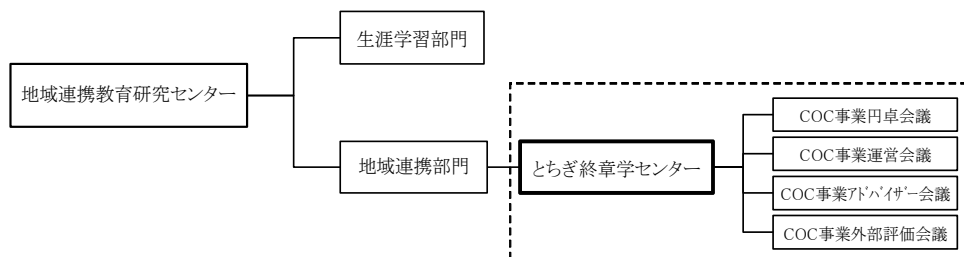 生涯学習部門
地域連携教育研究センター
地域連携部門
とちぎ終章学センター
COC事業円卓会議
COC事業運営会議
COC事業アドバイザー会議
COC事業外部評価会議